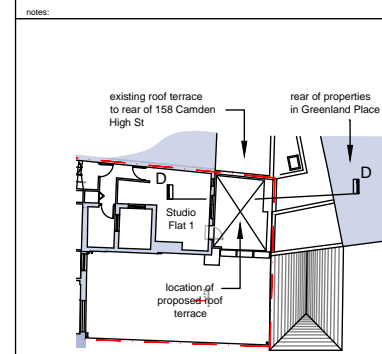 notes:
existing roof terrace
to rear of 158 Camden
High St
rear of properties
in Greenland Place
D
D
Studio
Flat 1
location of
proposed roof
terrace